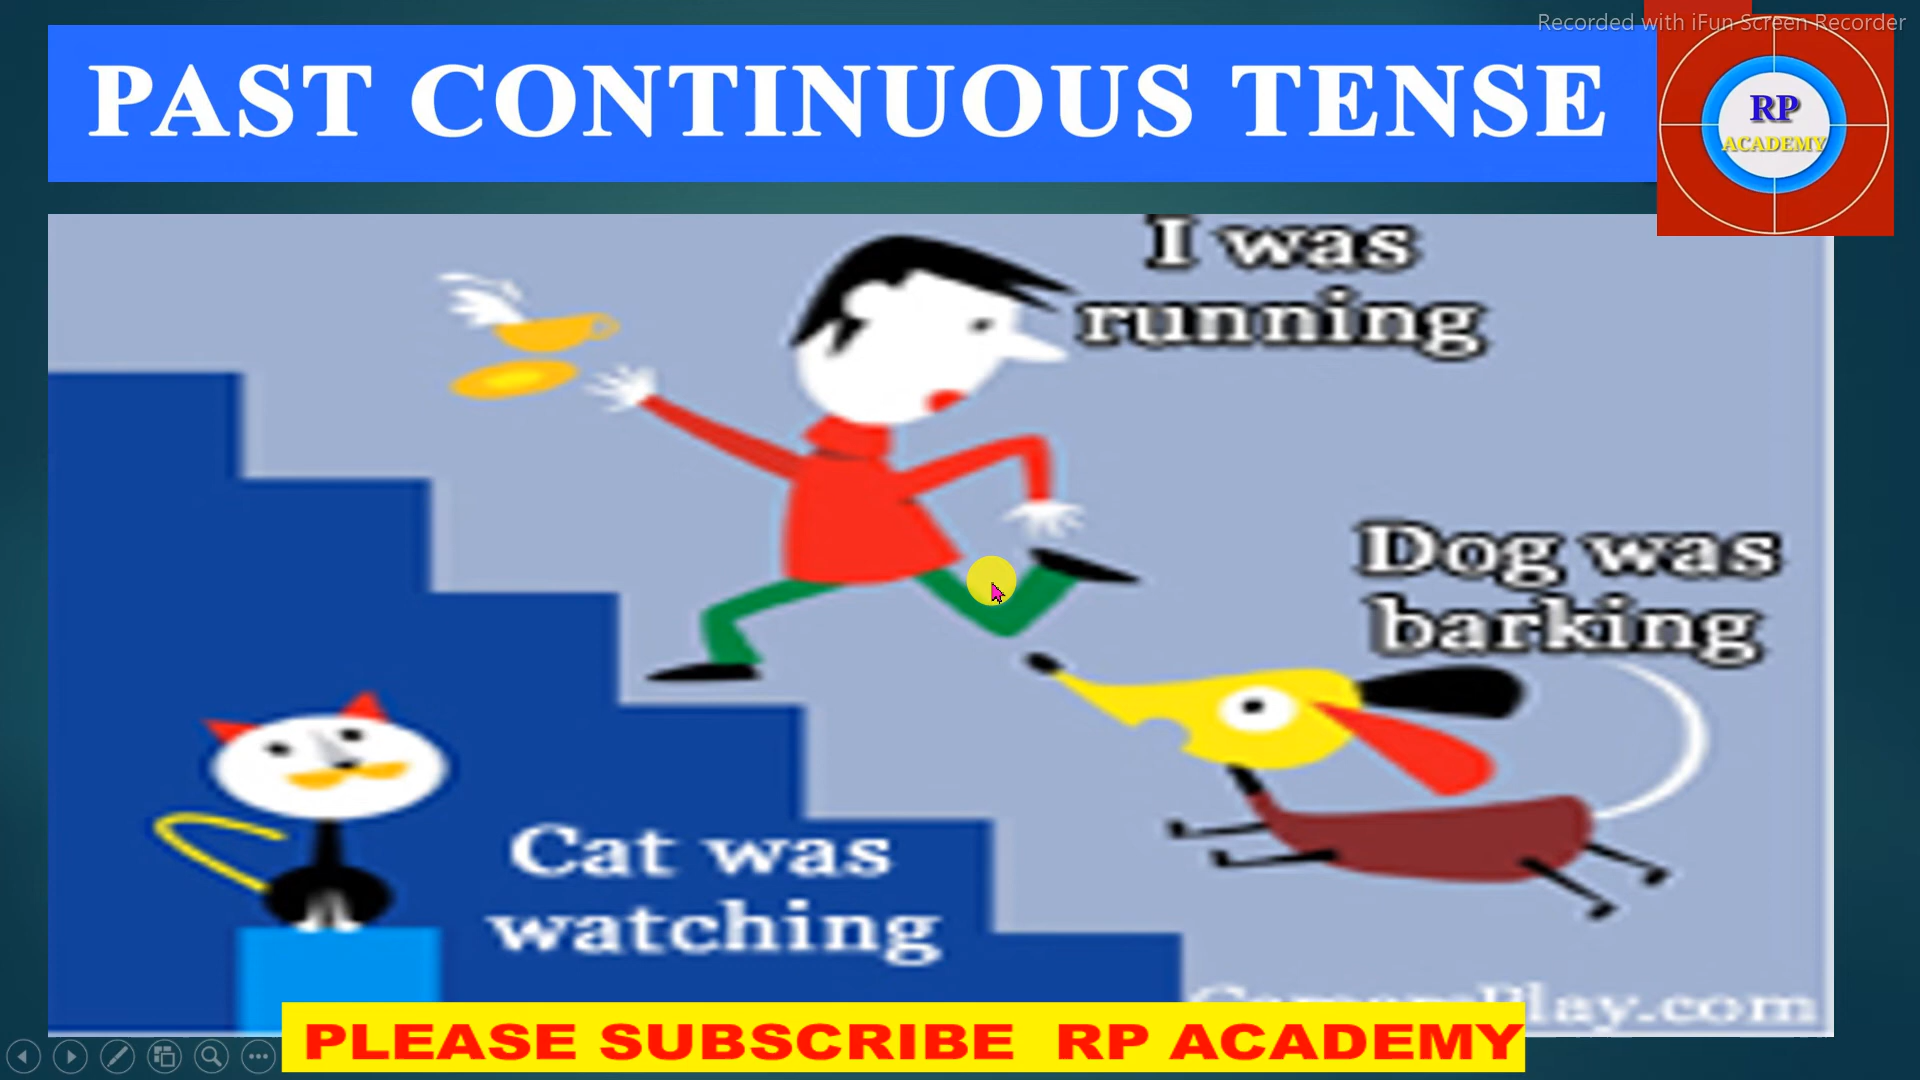 Recorded with iFun Screen Recorder
PAST CONTINUOUS TENSE
RP
ACADEMY
I was
running
Dog was
barking
Cat was
watching
PLEASE SUBSCRIBE RP ACADEMY